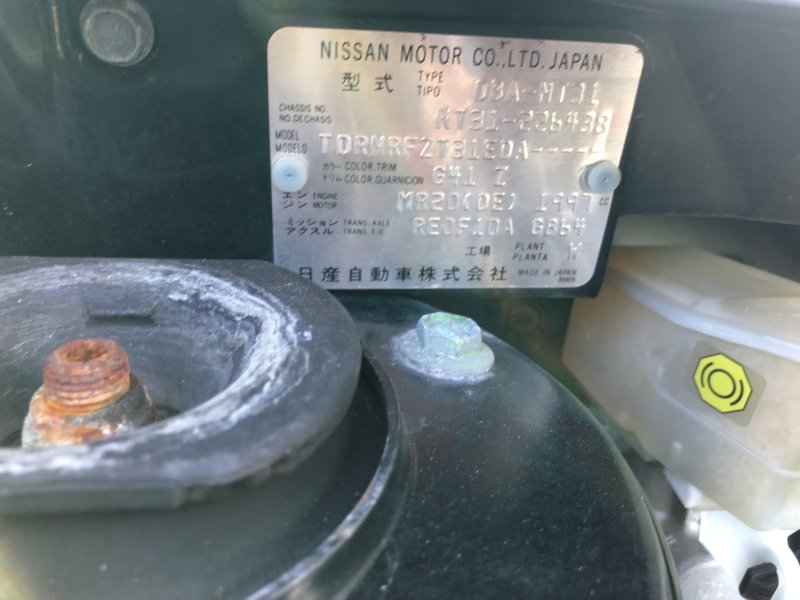 NISSAN MOTOR CO.,LTD. JAPAN
型式 TYPE TIPO DBA-NT31
CHASSIS NO. NO. DE CHASIS NT31-226438
MODEL MODELO TDRNRFZT31EDA-----
カラー トリム COLOR, TRIM COLOR, GUARNICION G41 Z
エンジン ENGINE MOTOR MR20(DE) 1997 cc
ミッション アクスル TRANS. AXLE TRANS. EJE RE0F10A GB64
工場 PLANT PLANTA K
日産自動車株式会社 MADE IN JAPAN